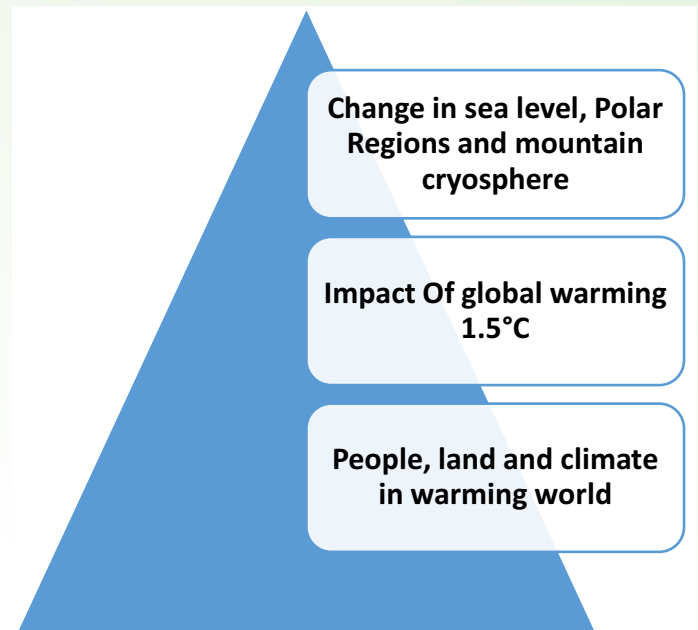 Change in sea level, Polar
Regions and mountain
cryosphere
Impact Of global warming
1.5°C
People, land and climate
in warming world